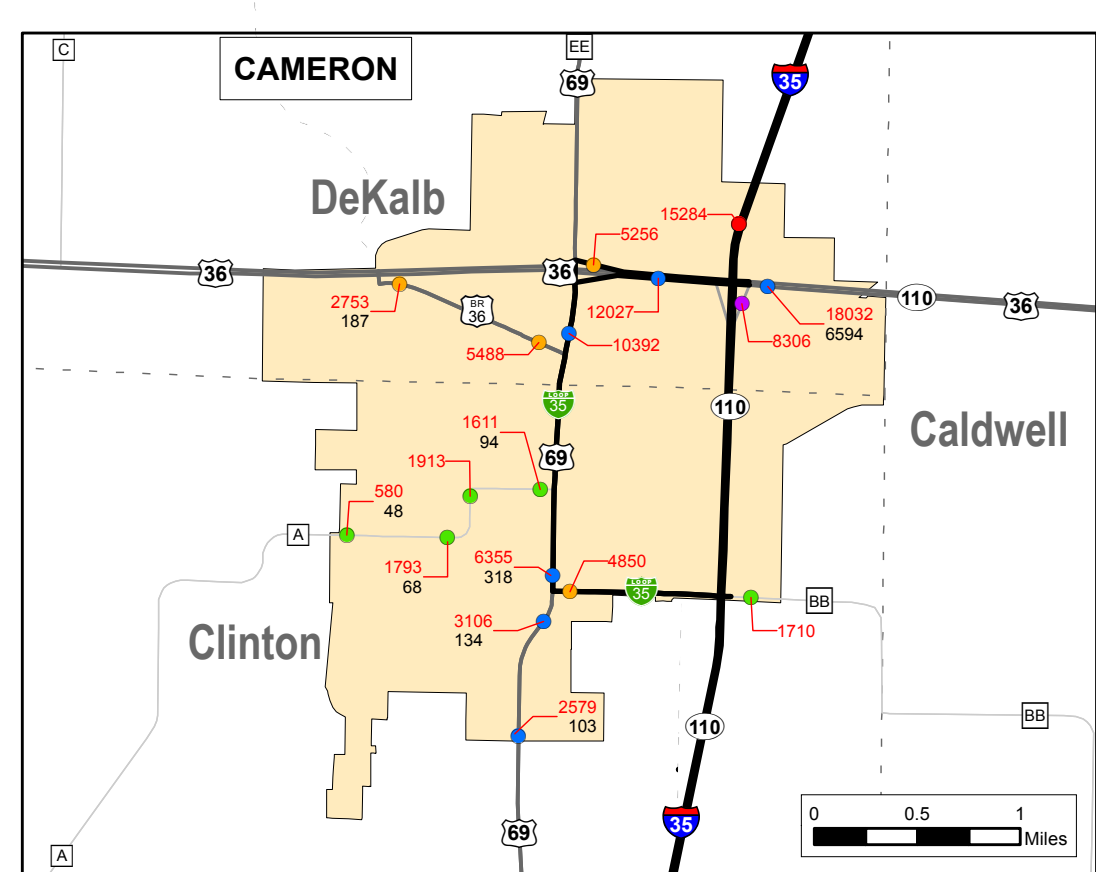 C
CAMERON
EE
69
35
DeKalb
15284
5256
36
36
110
36
2753
187
BR
36
12027
18032
6594
5488
10392
8306
LOOP
35
110
Caldwell
1611
94
69
1913
580
48
A
1793
68
6355
318
4850
LOOP
35
BB
3106
134
1710
Clinton
2579
103
110
BB
35
69
0 0.5 1
Miles
A